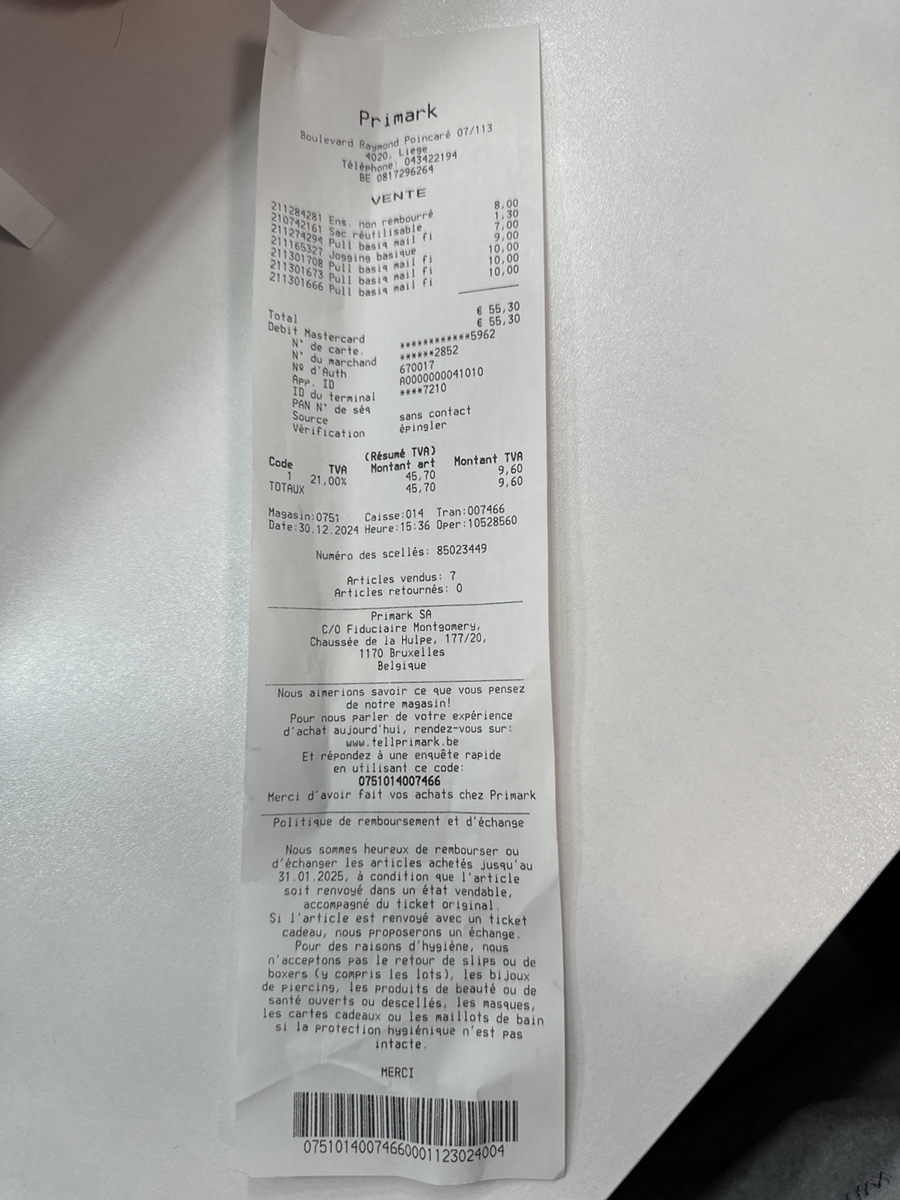 Primark
Boulevard Raymond Poincaré 07/113
4020, Liege
Téléphone: 043422194
BE 0817296264
VENTE
211284281 Ens. non rembourré 8,00
210742161 Sac réutilisable 1,30
211274294 Pull basiq mail fi 7,00
211165327 Jogging basique 9,00
211301708 Pull basiq mail fi 10,00
211301673 Pull basiq mail fi 10,00
211301666 Pull basiq mail fi 10,00
Total € 55,30
Debit Mastercard € 55,30
N° de carte. ************5962
N° du marchand ******2852
Nº d'Auth 670017
App. ID A0000000041010
ID du terminal ****7210
PAN N° de séq
Source sans contact
Vérification épingler
(Résumé TVA)
Code TVA Montant art Montant TVA
1 21,00% 45,70 9,60
TOTAUX 45,70 9,60
Magasin:0751 Caisse:014 Tran:007466
Date:30.12.2024 Heure:15:36 Oper:10528560
Numéro des scellés: 85023449
Articles vendus: 7
Articles retournés: 0
Primark SA
C/O Fiduciaire Montgomery,
Chaussée de la Hulpe, 177/20,
1170 Bruxelles
Belgique
Nous aimerions savoir ce que vous pensez
de notre magasin!
Pour nous parler de votre expérience
d'achat aujourd'hui, rendez-vous sur:
www.tellprimark.be
Et répondez à une enquête rapide
en utilisant ce code:
0751014007466
Merci d'avoir fait vos achats chez Primark
Politique de remboursement et d'échange
Nous sommes heureux de rembourser ou
d'échanger les articles achetés jusqu'au
31.01.2025, à condition que l'article
soit renvoyé dans un état vendable,
accompagné du ticket original.
Si l'article est renvoyé avec un ticket
cadeau, nous proposerons un échange.
Pour des raisons d'hygiène, nous
n'acceptons pas le retour de slips ou de
boxers (y compris les lots), les bijoux
de piercing, les produits de beauté ou de
santé ouverts ou descellés, les masques,
les cartes cadeaux ou les maillots de bain
si la protection hygiénique n'est pas
intacte.
MERCI
07510140074660001123024004